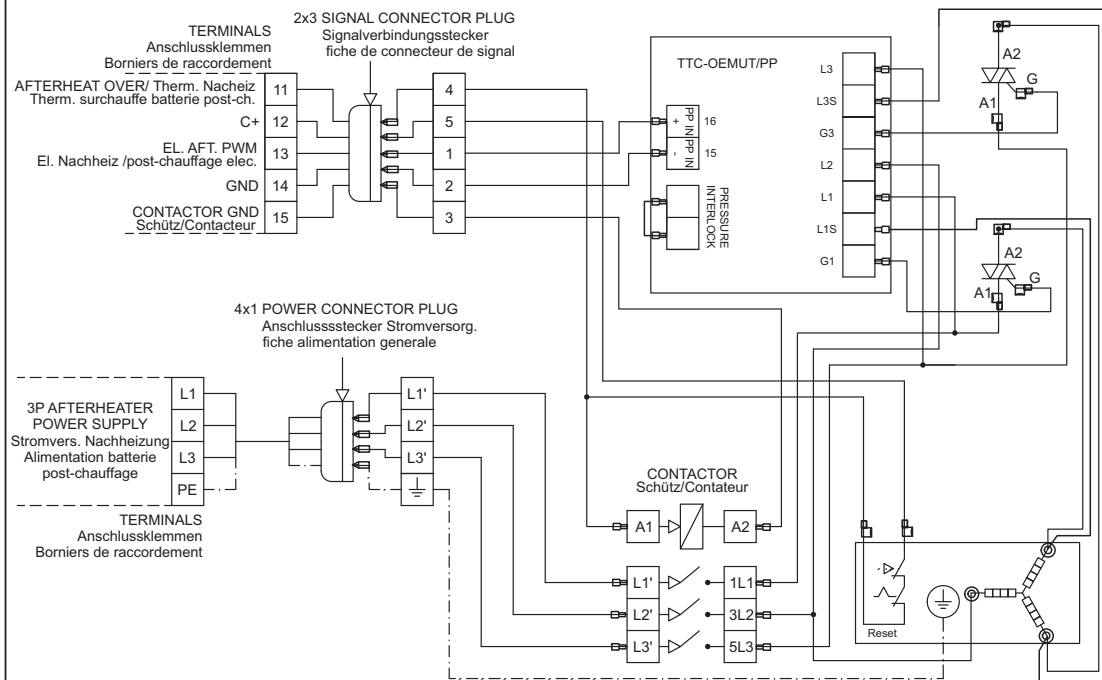 2x3 SIGNAL CONNECTOR PLUG
Signalverbindungsstecker
fiche de connecteur de signal
TERMINALS
Anschlussklemmen
Borniers de raccordement
AFTERHEAT OVER/ Therm. Nacheiz
Therm. surchauffe batterie post-ch.
C+
EL. AFT. PWM
El. Nachheiz /post-chauffage elec.
GND
CONTACTOR GND
Schütz/Contacteur
11
12
13
14
15
4
5
1
2
3
TTC-OEMUT/PP
+ PP IN 16
- PP IN 15
PRESSURE
INTERLOCK
L3
L3S
G3
L2
L1
L1S
G1
A2
G
A1
A2
G
A1
4x1 POWER CONNECTOR PLUG
Anschlusssstecker Stromversorg.
fiche alimentation generale
3P AFTERHEATER
POWER SUPPLY
Stromvers. Nachheizung
Alimentation batterie
post-chauffage
L1
L2
L3
PE
L1'
L2'
L3'
TERMINALS
Anschlussklemmen
Borniers de raccordement
CONTACTOR
Schütz/Contateur
A1 A2
L1' 1L1
L2' 3L2
L3' 5L3
Reset